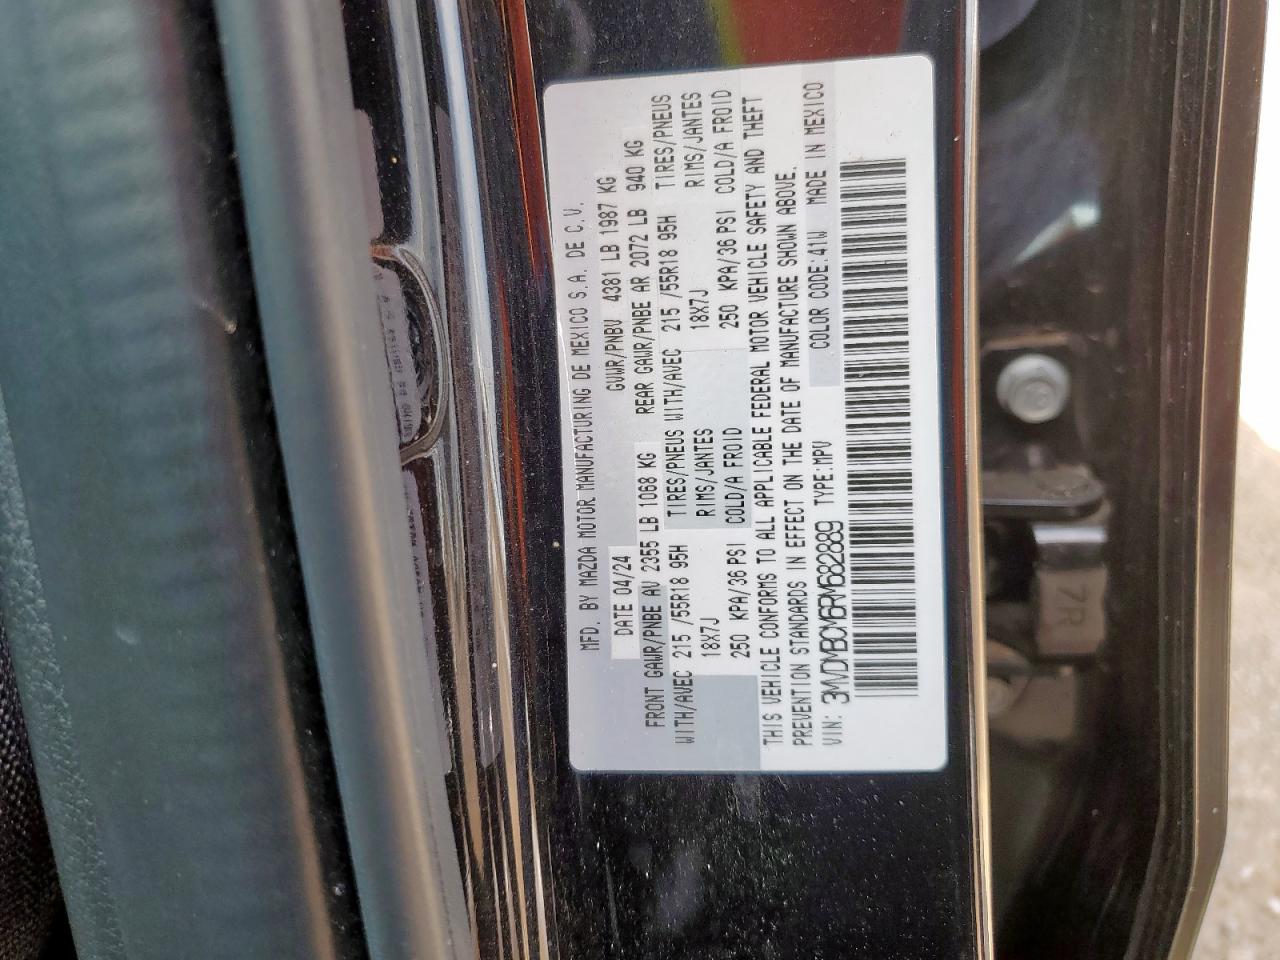 MFD. BY MAZDA MOTOR MANUFACTURING DE MEXICO S.A. DE C.V.
DATE 04/24 GVWR/PNBV 4381 LB 1987 KG
FRONT GAWR/PNBE AV 2355 LB 1068 KG REAR GAWR/PNBE AR 2072 LB 940 KG
WITH/AVEC 215 /55R18 95H TIRES/PNEUS WITH/AVEC 215 /55R18 95H TIRES/PNEUS
18X7J RIMS/JANTES 18X7J RIMS/JANTES
250 KPA/36 PSI COLD/A FROID 250 KPA/36 PSI COLD/A FROID
THIS VEHICLE CONFORMS TO ALL APPLICABLE FEDERAL MOTOR VEHICLE SAFETY AND THEFT
PREVENTION STANDARDS IN EFFECT ON THE DATE OF MANUFACTURE SHOWN ABOVE.
VIN: 3MVDMBCM6RM682889 TYPE:MPV COLOR CODE:41W MADE IN MEXICO
7R